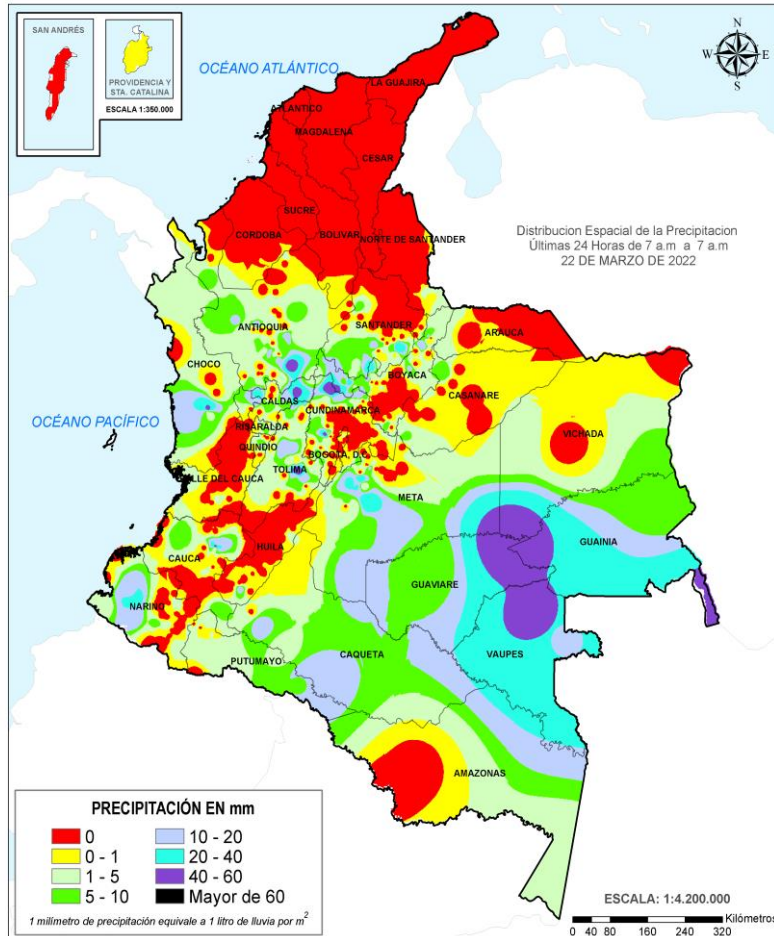 SAN ANDRÉS
PROVIDENCIA Y
STA. CATALINA
ESCALA 1:350.000
OCÉANO ATLÁNTICO
N
W
E
S
LA GUAJIRA
ATLANTICO
MAGDALENA
CESAR
SUCRE
CORDOBA
BOLIVAR
NORTE DE SANTANDER
Distribucion Espacial de la Precipitacion
Últimas 24 Horas de 7 a.m a 7 a.m
22 DE MARZO DE 2022
ANTIOQUIA
SANTANDER
ARAUCA
CHOCO
BOYACA
CASANARE
CALDAS
CUNDINAMARCA
OCÉANO PACÍFICO
RISARALDA
VICHADA
QUINDIO
BOGOTA, D.C.
TOLIMA
VALLE DEL CAUCA
META
GUAINIA
CAUCA
HUILA
GUAVIARE
NARIÑO
VAUPES
PUTUMAYO
CAQUETA
AMAZONAS
PRECIPITACIÓN EN mm
0
10 - 20
0 - 1
20 - 40
1 - 5
40 - 60
5 - 10
Mayor de 60
1 milímetro de precipitación equivale a 1 litro de lluvia por m²
ESCALA: 1:4.200.000
Kilómetros
0 40 80 160 240 320